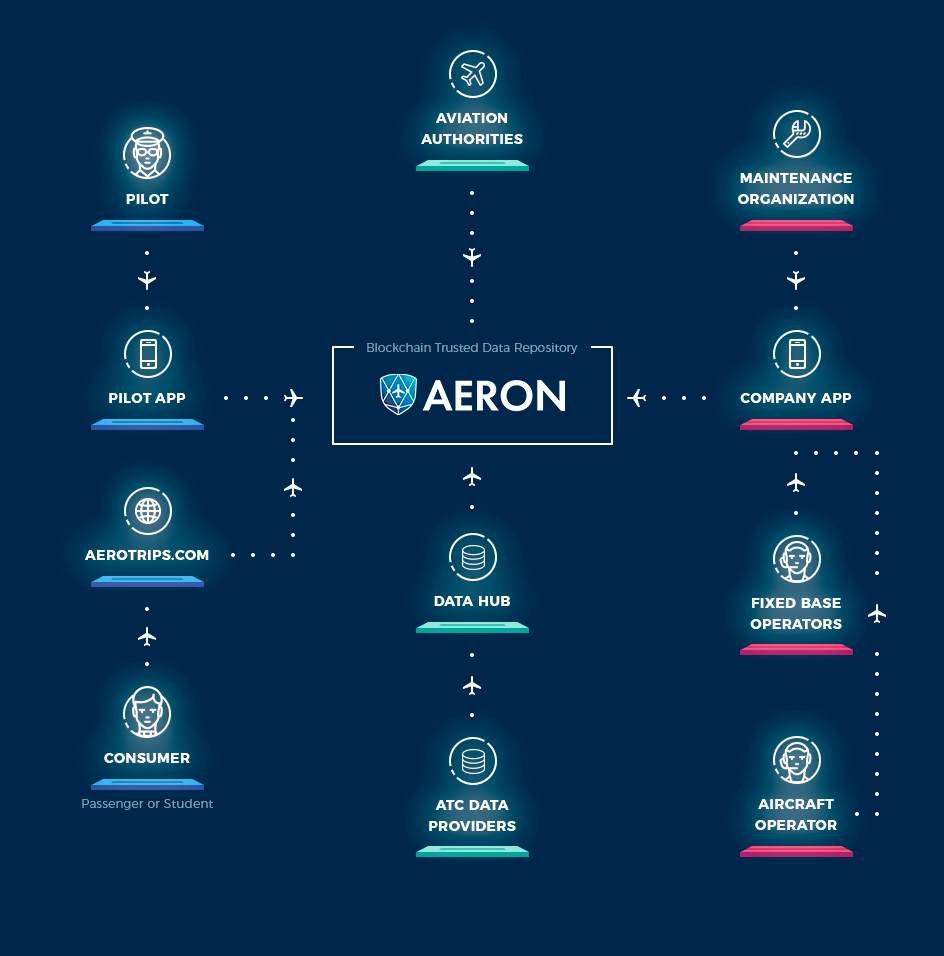 AVIATION
AUTHORITIES
PILOT
MAINTENANCE
ORGANIZATION
Blockchain Trusted Data Repository
AERON
PILOT APP
COMPANY APP
AEROTRIPS.COM
DATA HUB
FIXED BASE
OPERATORS
CONSUMER
Passenger or Student
ATC DATA
PROVIDERS
AIRCRAFT
OPERATOR